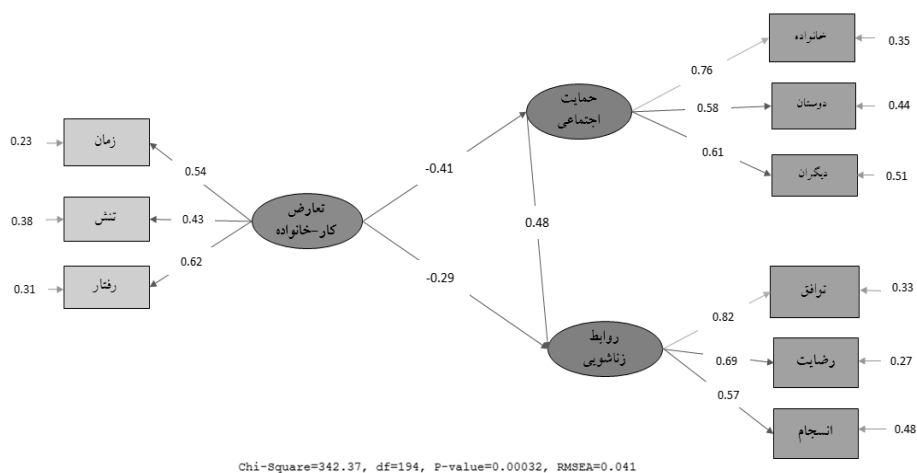 0.23
زمان
0.54
0.38
تنش
0.43
0.31
رفتار
0.62
تعارض
کار-خانواده
-0.41
-0.29
حمایت
اجتماعی
0.48
روابط
زناشویی
0.76
خانواده
0.35
0.58
دوستان
0.44
0.61
دیگران
0.51
0.82
توافق
0.33
0.69
رضایت
0.27
0.57
انسجام
0.48
Chi-Square=342.37, df=194, P-value=0.00032, RMSEA=0.041